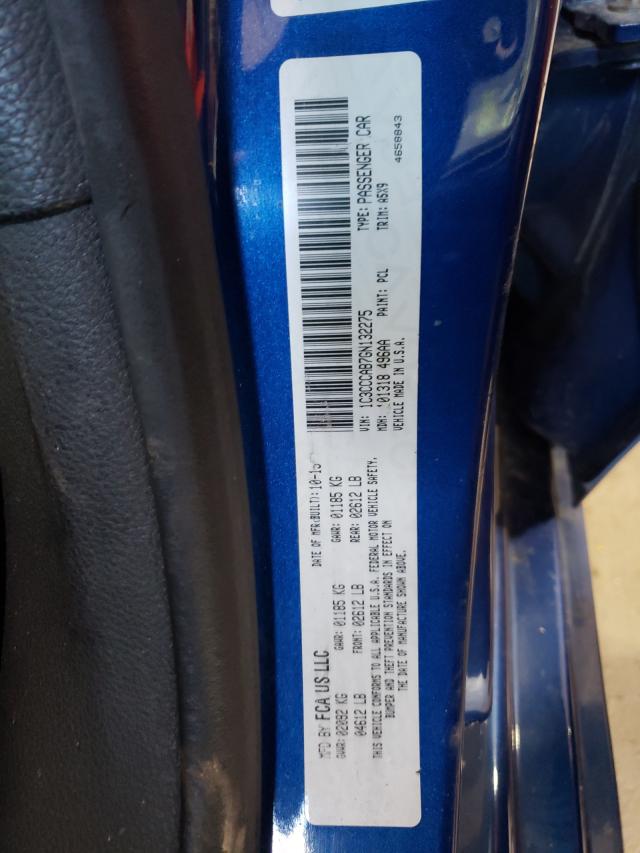 MFD BY FCA US LLC
DATE OF MFR(BUILT): 10-15
GVWR: 02092 KG
GAWR: 01185 KG
GAWR: 01185 KG
04612 LB
FRONT: 02612 LB
REAR: 02612 LB
THIS VEHICLE CONFORMS TO ALL APPLICABLE U.S.A. FEDERAL MOTOR VEHICLE SAFETY,
BUMPER AND THEFT PREVENTION STANDARDS IN EFFECT ON
THE DATE OF MANUFACTURE SHOWN ABOVE.
VIN: 1C3CCCAB7GN132275
TYPE: PASSENGER CAR
MDH: 101318 496AA
PAINT: PCL
TRIM: A5X9
VEHICLE MADE IN U.S.A.
4658843